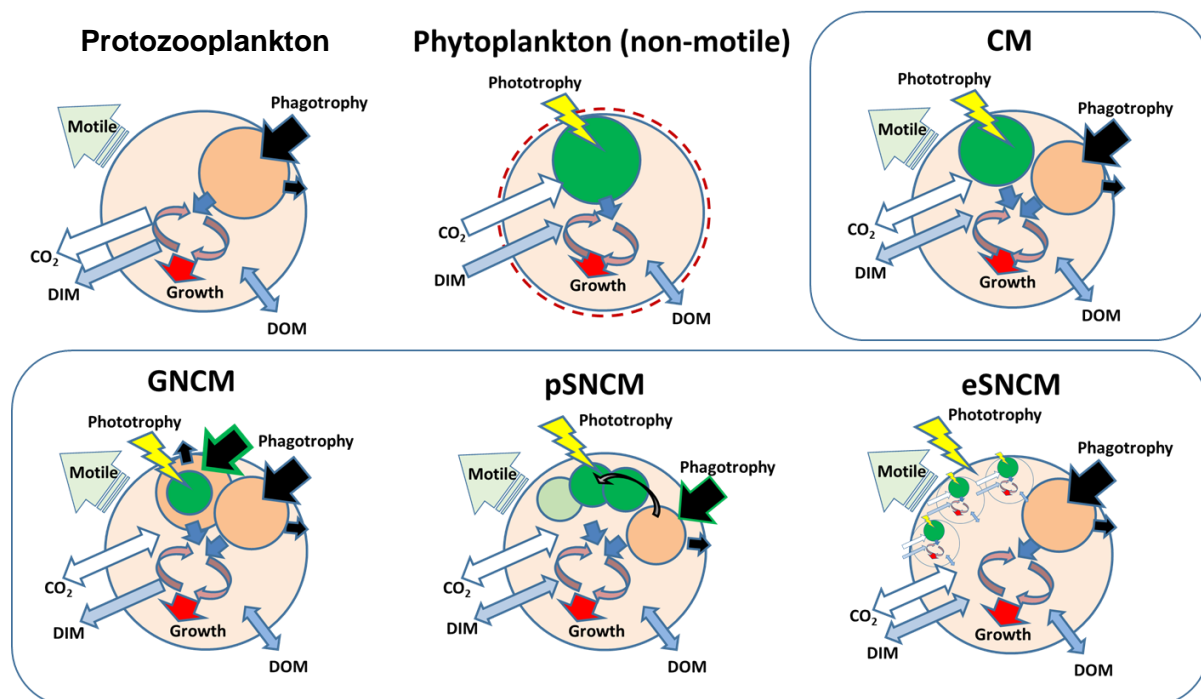 Protozooplankton
Phagotrophy
Motile
CO2
DIM
Growth
DOM
Phytoplankton (non-motile)
Phototrophy
CO2
DIM
Growth
DOM
CM
Phototrophy
Phagotrophy
Motile
CO2
DIM
Growth
DOM
GNCM
Phototrophy
Phagotrophy
Motile
CO2
DIM
Growth
DOM
pSNCM
Phototrophy
Phagotrophy
Motile
CO2
DIM
Growth
DOM
eSNCM
Phototrophy
Phagotrophy
Motile
CO2
DIM
Growth
DOM